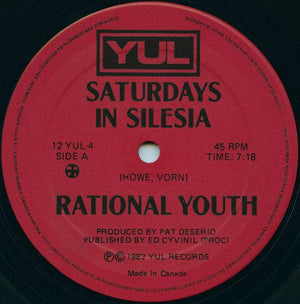 YUL
SATURDAYS
IN SILESIA
12 YUL-4
SIDE A
45 RPM
TIME: 7:18
(HOWE, VORN)
RATIONAL YOUTH
PRODUCED BY PAT DESERIO
PUBLISHED BY ED CYVINIL (PROC)
℗© 1982 YUL RECORDS
Made In Canada